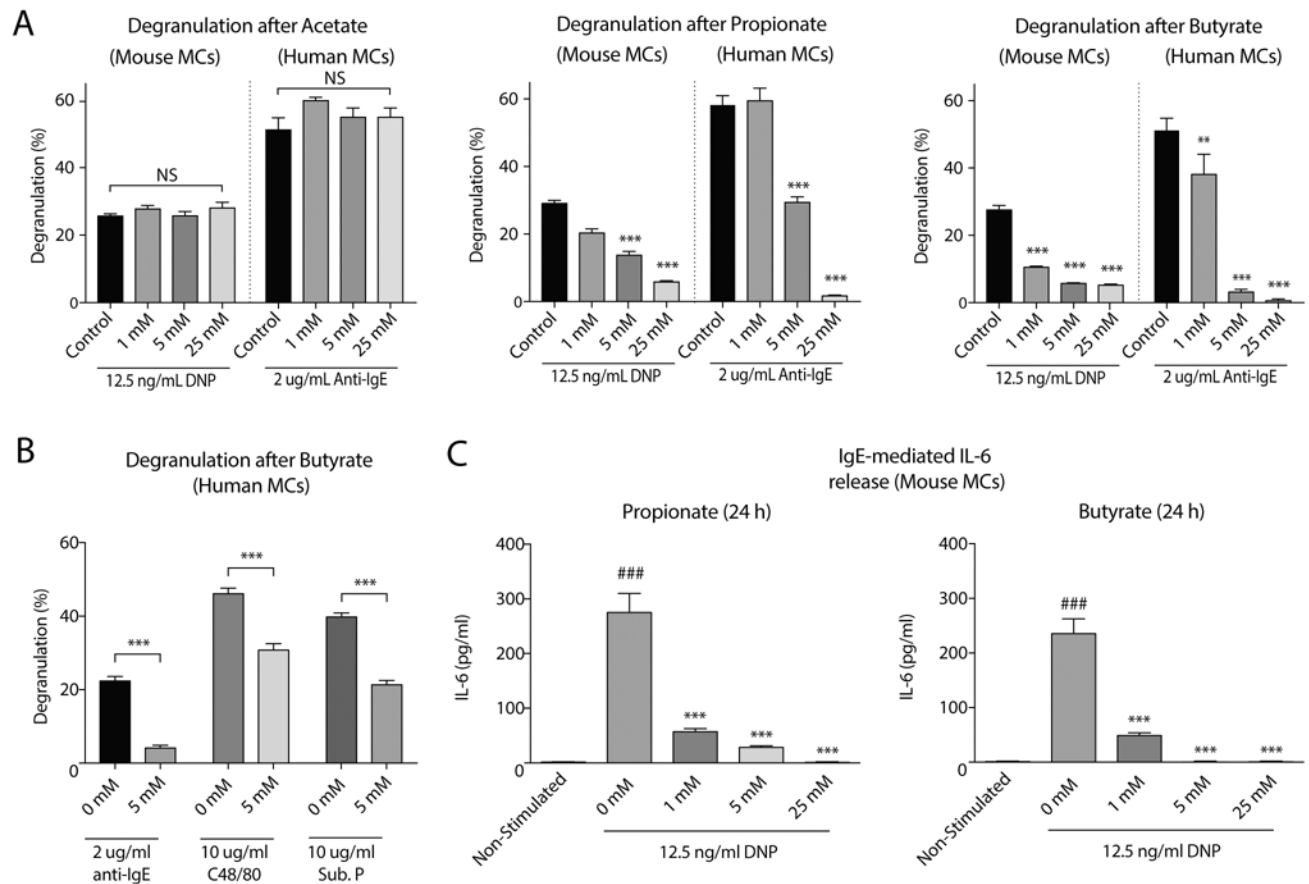 A
Degranulation after Acetate
(Mouse MCs)
(Human MCs)
NS
NS
Degranulation (%)
60
40
20
0
Control
1 mM
5 mM
25 mM
Control
1 mM
5 mM
25 mM
12.5 ng/mL DNP
2 ug/mL Anti-IgE
Degranulation after Propionate
(Mouse MCs)
(Human MCs)
Degranulation (%)
60
40
20
0
***
***
***
***
Control
1 mM
5 mM
25 mM
Control
1 mM
5 mM
25 mM
12.5 ng/mL DNP
2 ug/mL Anti-IgE
Degranulation after Butyrate
(Mouse MCs)
(Human MCs)
Degranulation (%)
60
40
20
0
***
***
***
**
***
***
Control
1 mM
5 mM
25 mM
Control
1 mM
5 mM
25 mM
12.5 ng/mL DNP
2 ug/mL Anti-IgE
B
Degranulation after Butyrate
(Human MCs)
Degranulation (%)
60
40
20
0
***
***
***
0 mM
5 mM
0 mM
5 mM
0 mM
5 mM
2 ug/ml
anti-IgE
10 ug/ml
C48/80
10 ug/ml
Sub. P
C
IgE-mediated IL-6
release (Mouse MCs)
Propionate (24 h)
IL-6 (pg/ml)
400
300
200
100
0
###
***
***
***
Non-Stimulated
0 mM
1 mM
5 mM
25 mM
12.5 ng/ml DNP
Butyrate (24 h)
IL-6 (pg/ml)
400
300
200
100
0
###
***
***
***
Non-Stimulated
0 mM
1 mM
5 mM
25 mM
12.5 ng/ml DNP